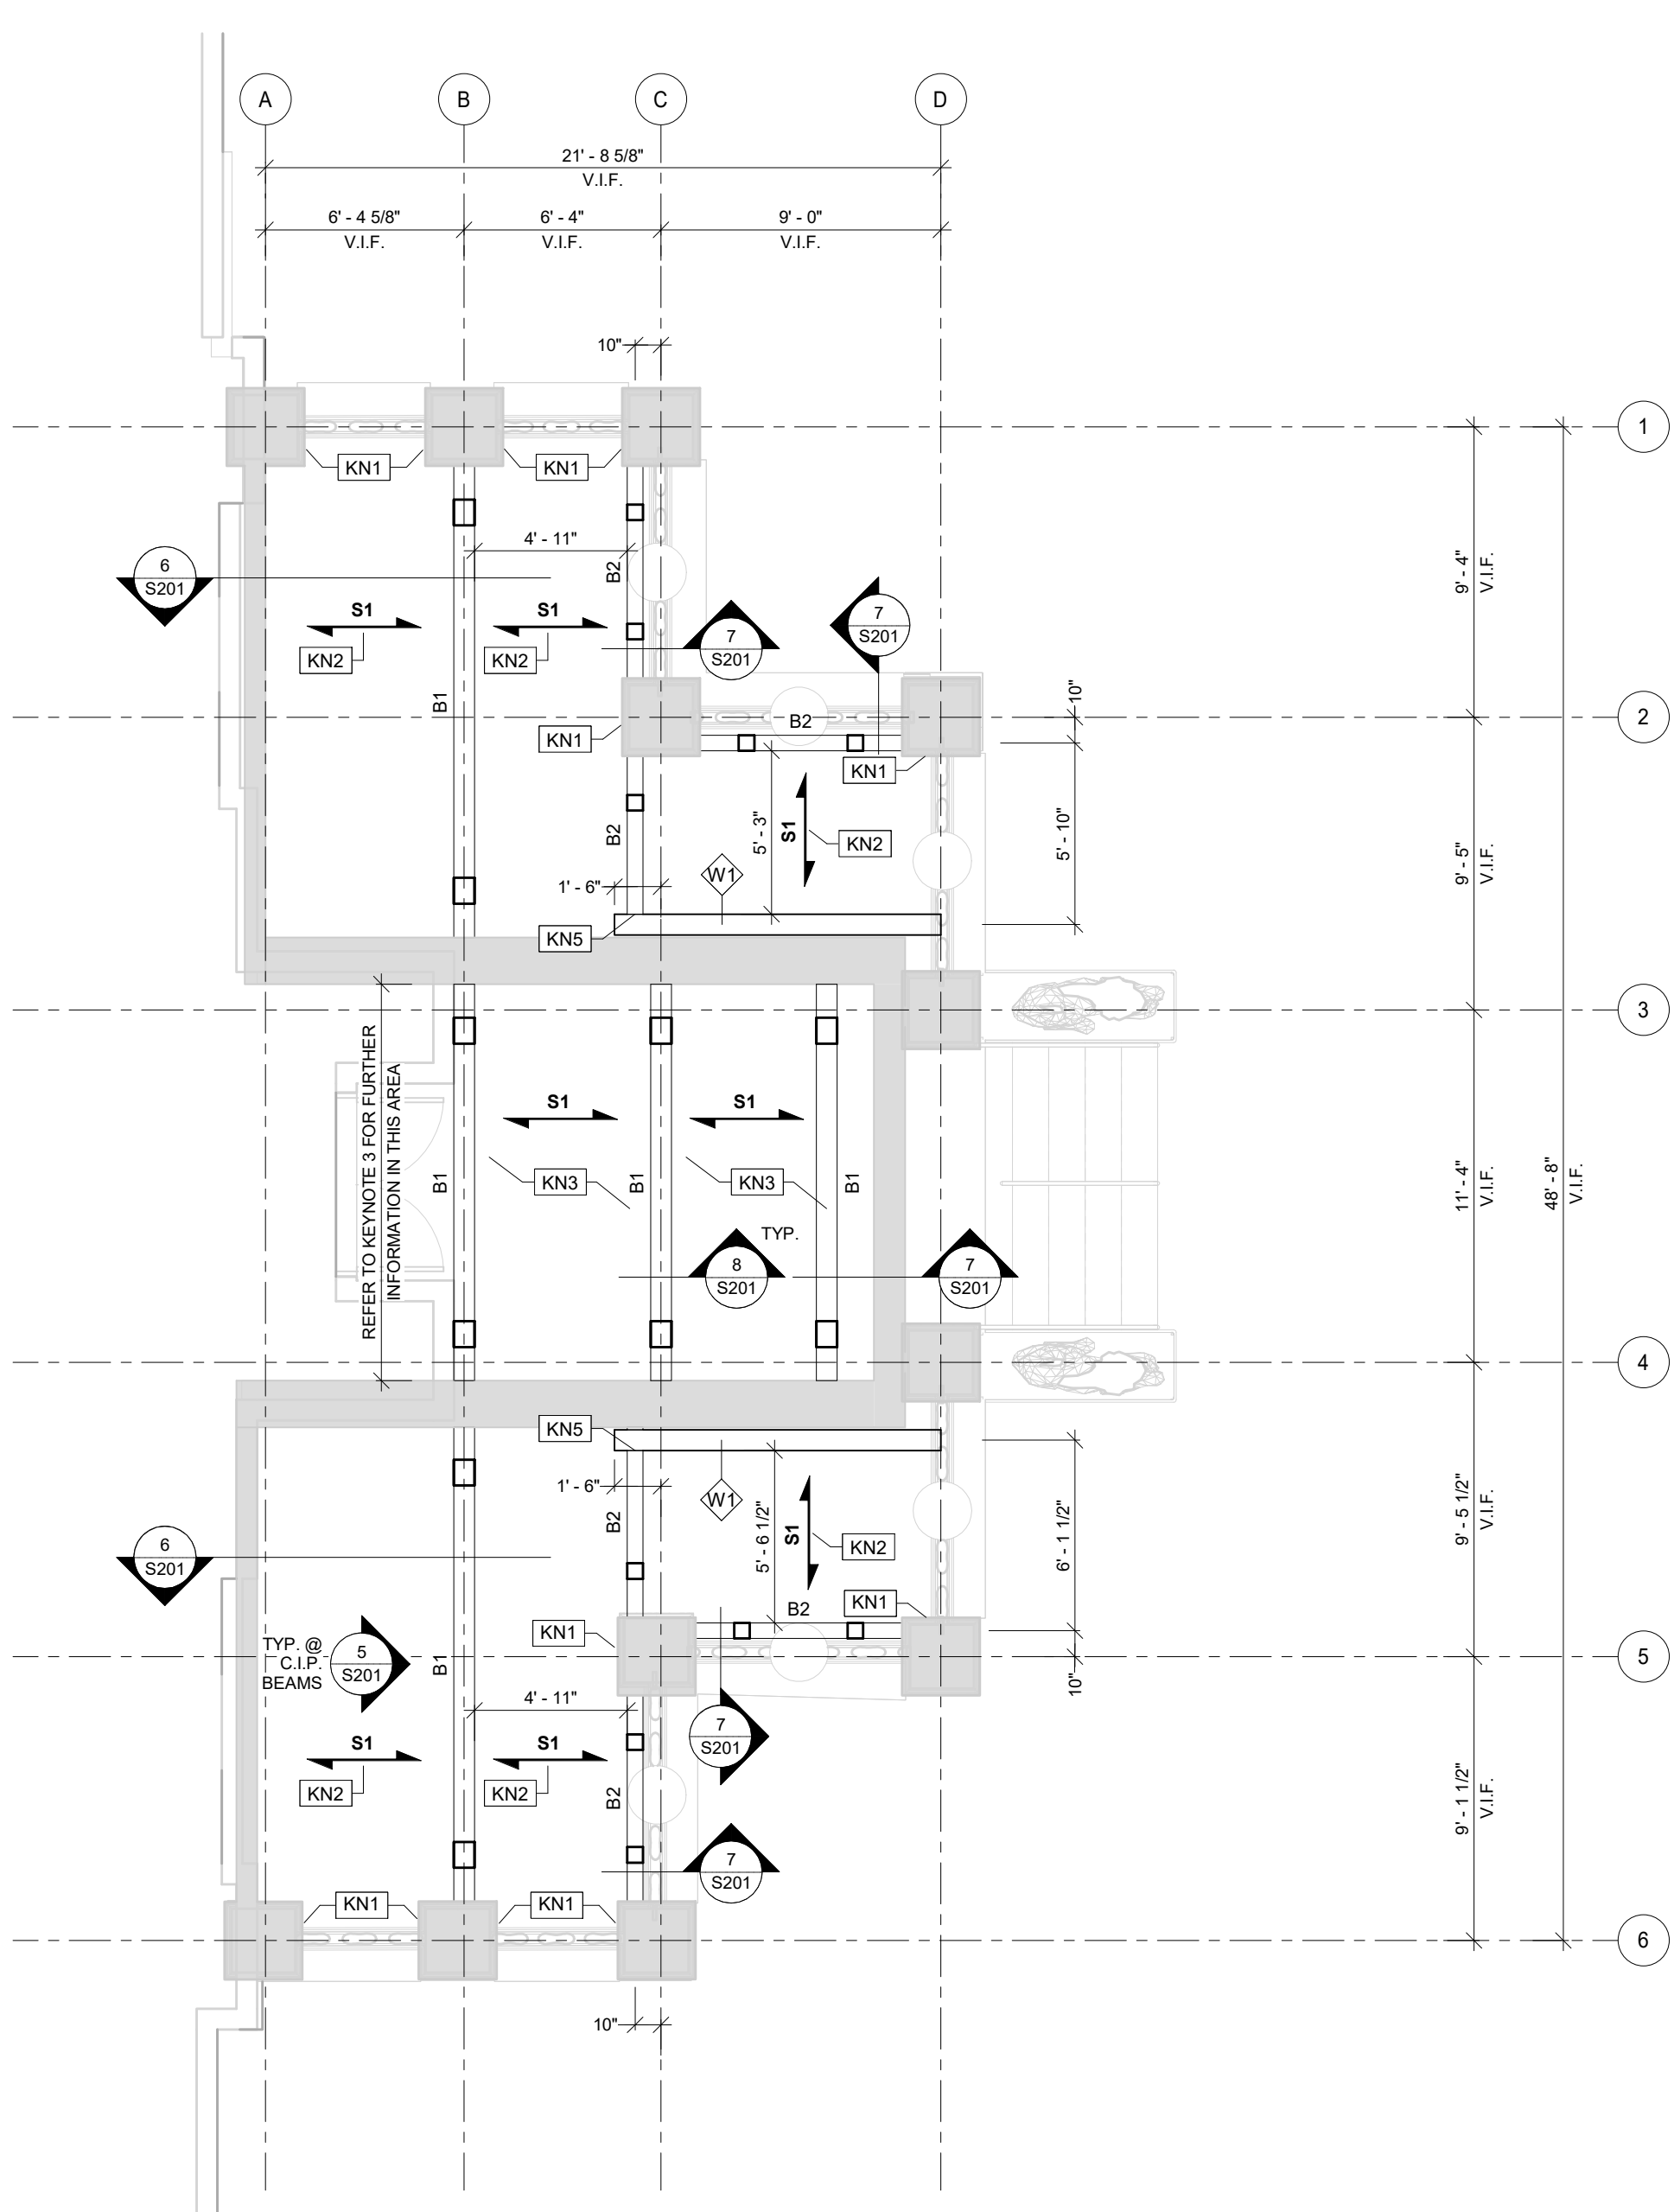 A
B
C
D
21' - 8 5/8"
V.I.F.
6' - 4 5/8"
V.I.F.
6' - 4"
V.I.F.
9' - 0"
V.I.F.
10"
1
KN1
KN1
4' - 11"
6
S201
B2
9' - 4"
V.I.F.
S1
S1
7
S201
7
S201
KN2
KN2
B1
10"
2
B2
KN1
KN1
5' - 3"
S1
KN2
5' - 10"
9' - 5"
V.I.F.
B2
W1
1' - 6"
KN5
3
REFER TO KEYNOTE 3 FOR FURTHER
INFORMATION IN THIS AREA
S1
S1
B1
B1
B1
KN3
KN3
11' - 4"
V.I.F.
48' - 8"
V.I.F.
TYP.
8
S201
7
S201
4
KN5
1' - 6"
W1
B2
5' - 6 1/2"
S1
KN2
6' - 1 1/2"
9' - 5 1/2"
V.I.F.
6
S201
KN1
B2
KN1
TYP. @
C.I.P.
BEAMS
5
S201
B1
5
10"
4' - 11"
7
S201
S1
S1
KN2
KN2
B2
9' - 1 1/2"
V.I.F.
7
S201
KN1
KN1
6
10"